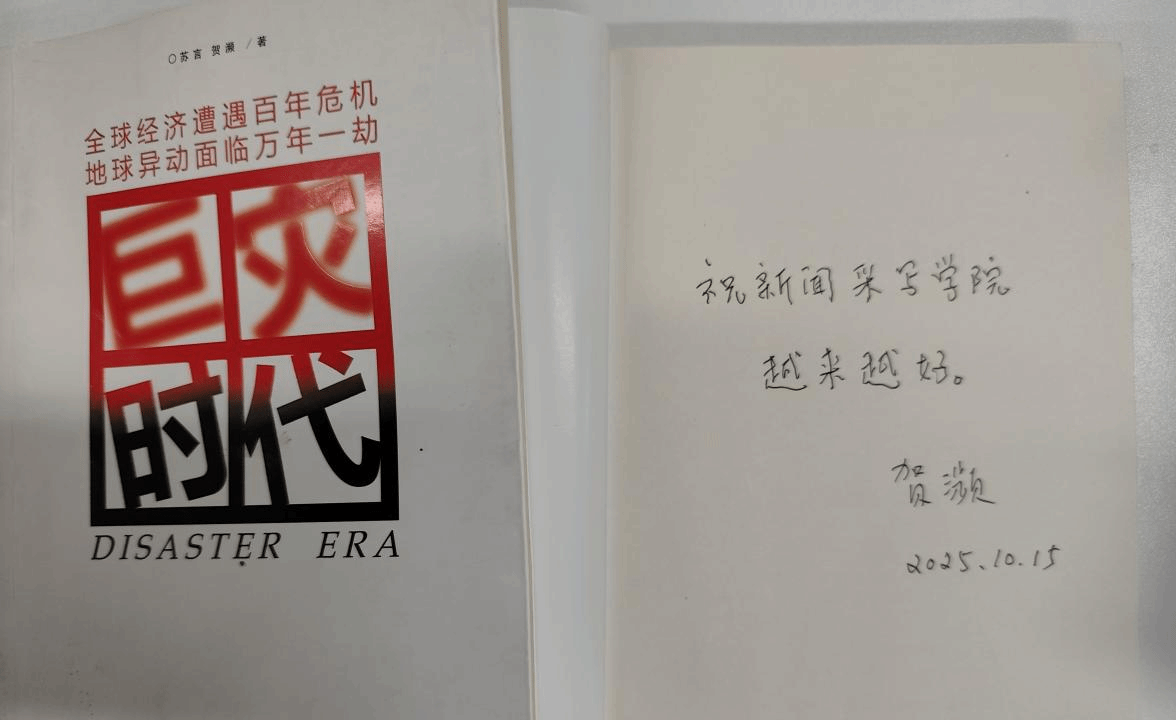 〇苏言 贺濒 / 著
全球经济遭遇百年危机
地球异动面临万年一劫
巨灾
时代
DISASTER ERA
祝新闻采写学院
越来越好。
贺濒
2025.10.15